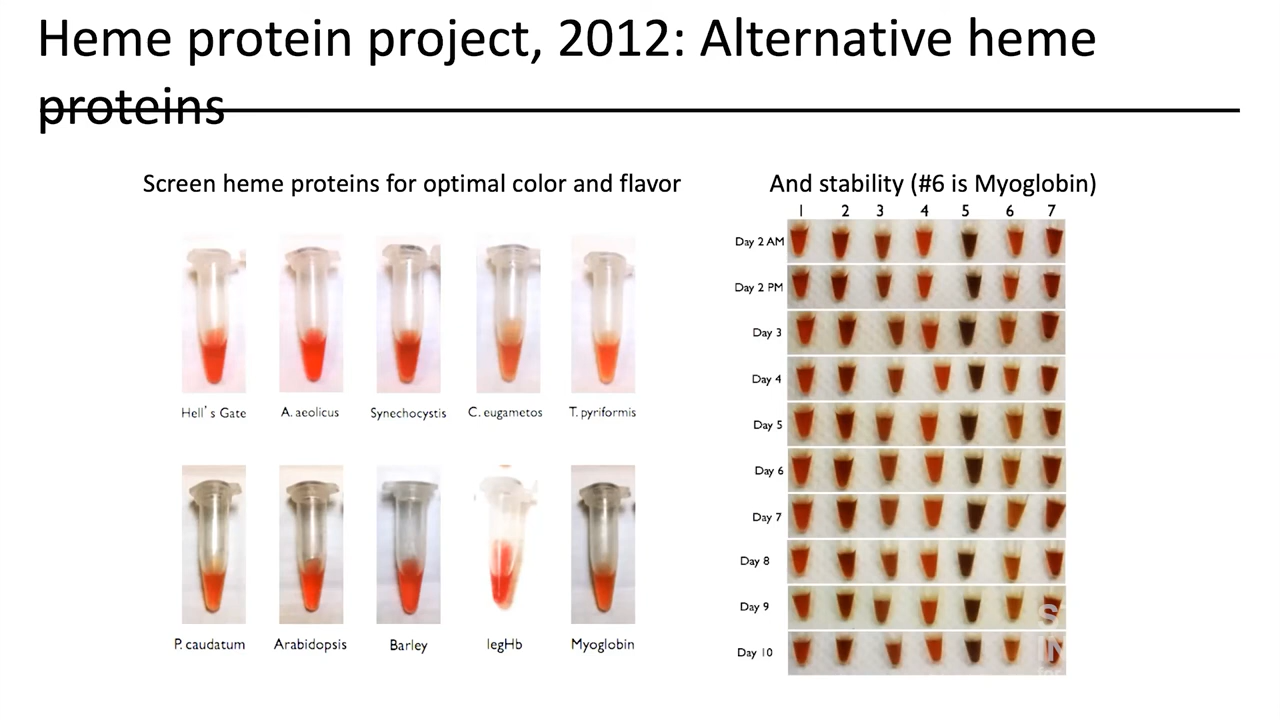 Heme protein project, 2012: Alternative heme
proteins
Screen heme proteins for optimal color and flavor
Hell's Gate A. aeolicus Synechocystis C. eugametos T. pyriformis
P. caudatum Arabidopsis Barley legHb Myoglobin
And stability (#6 is Myoglobin)
1 2 3 4 5 6 7
Day 2 AM
Day 2 PM
Day 3
Day 4
Day 5
Day 6
Day 7
Day 8
Day 9
Day 10